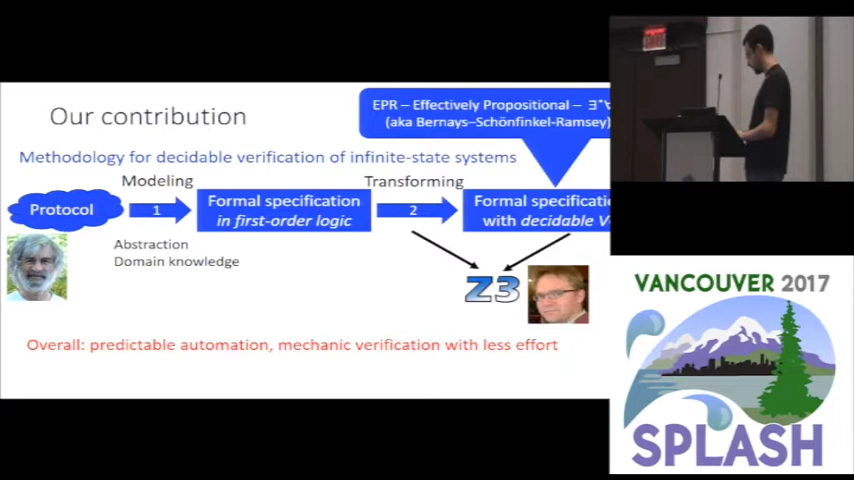 Our contribution
EPR – Effectively Propositional – ∃*∀
(aka Bernays–Schönfinkel-Ramsey)
Methodology for decidable verification of infinite-state systems
Modeling
Transforming
Protocol
1
Formal specification
in first-order logic
2
Formal specificatio
with decidable V
Abstraction
Domain knowledge
Z3
Overall: predictable automation, mechanic verification with less effort
EXIT
VANCOUVER 2017
SPLASH